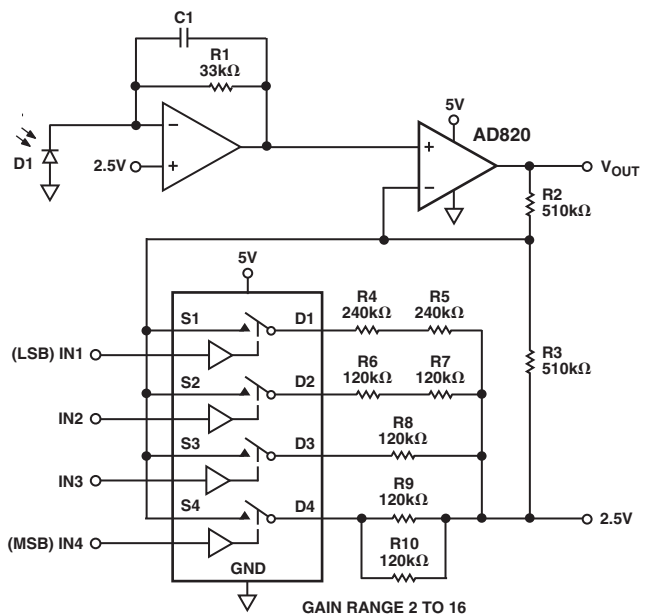 C1
R1
33kΩ
5V
AD820
D1
2.5V
−
+
+
−
VOUT
R2
510kΩ
5V
S1
D1
R4
240kΩ
R5
240kΩ
(LSB) IN1
R3
510kΩ
S2
D2
R6
120kΩ
R7
120kΩ
IN2
S3
D3
R8
120kΩ
IN3
S4
D4
R9
120kΩ
2.5V
(MSB) IN4
R10
120kΩ
GND
GAIN RANGE 2 TO 16